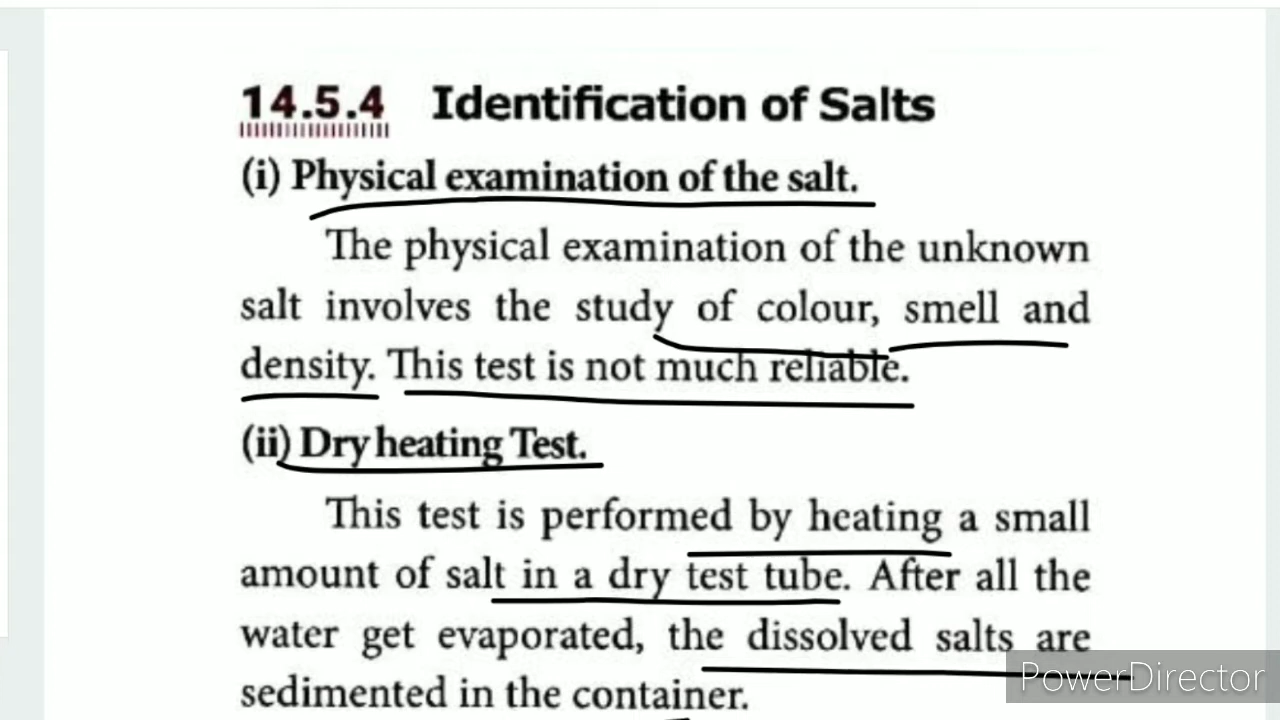 14.5.4 Identification of Salts
(i) Physical examination of the salt.
The physical examination of the unknown
salt involves the study of colour, smell and
density. This test is not much reliable.
(ii) Dry heating Test.
This test is performed by heating a small
amount of salt in a dry test tube. After all the
water get evaporated, the dissolved salts are
sedimented in the container.
PowerDirector